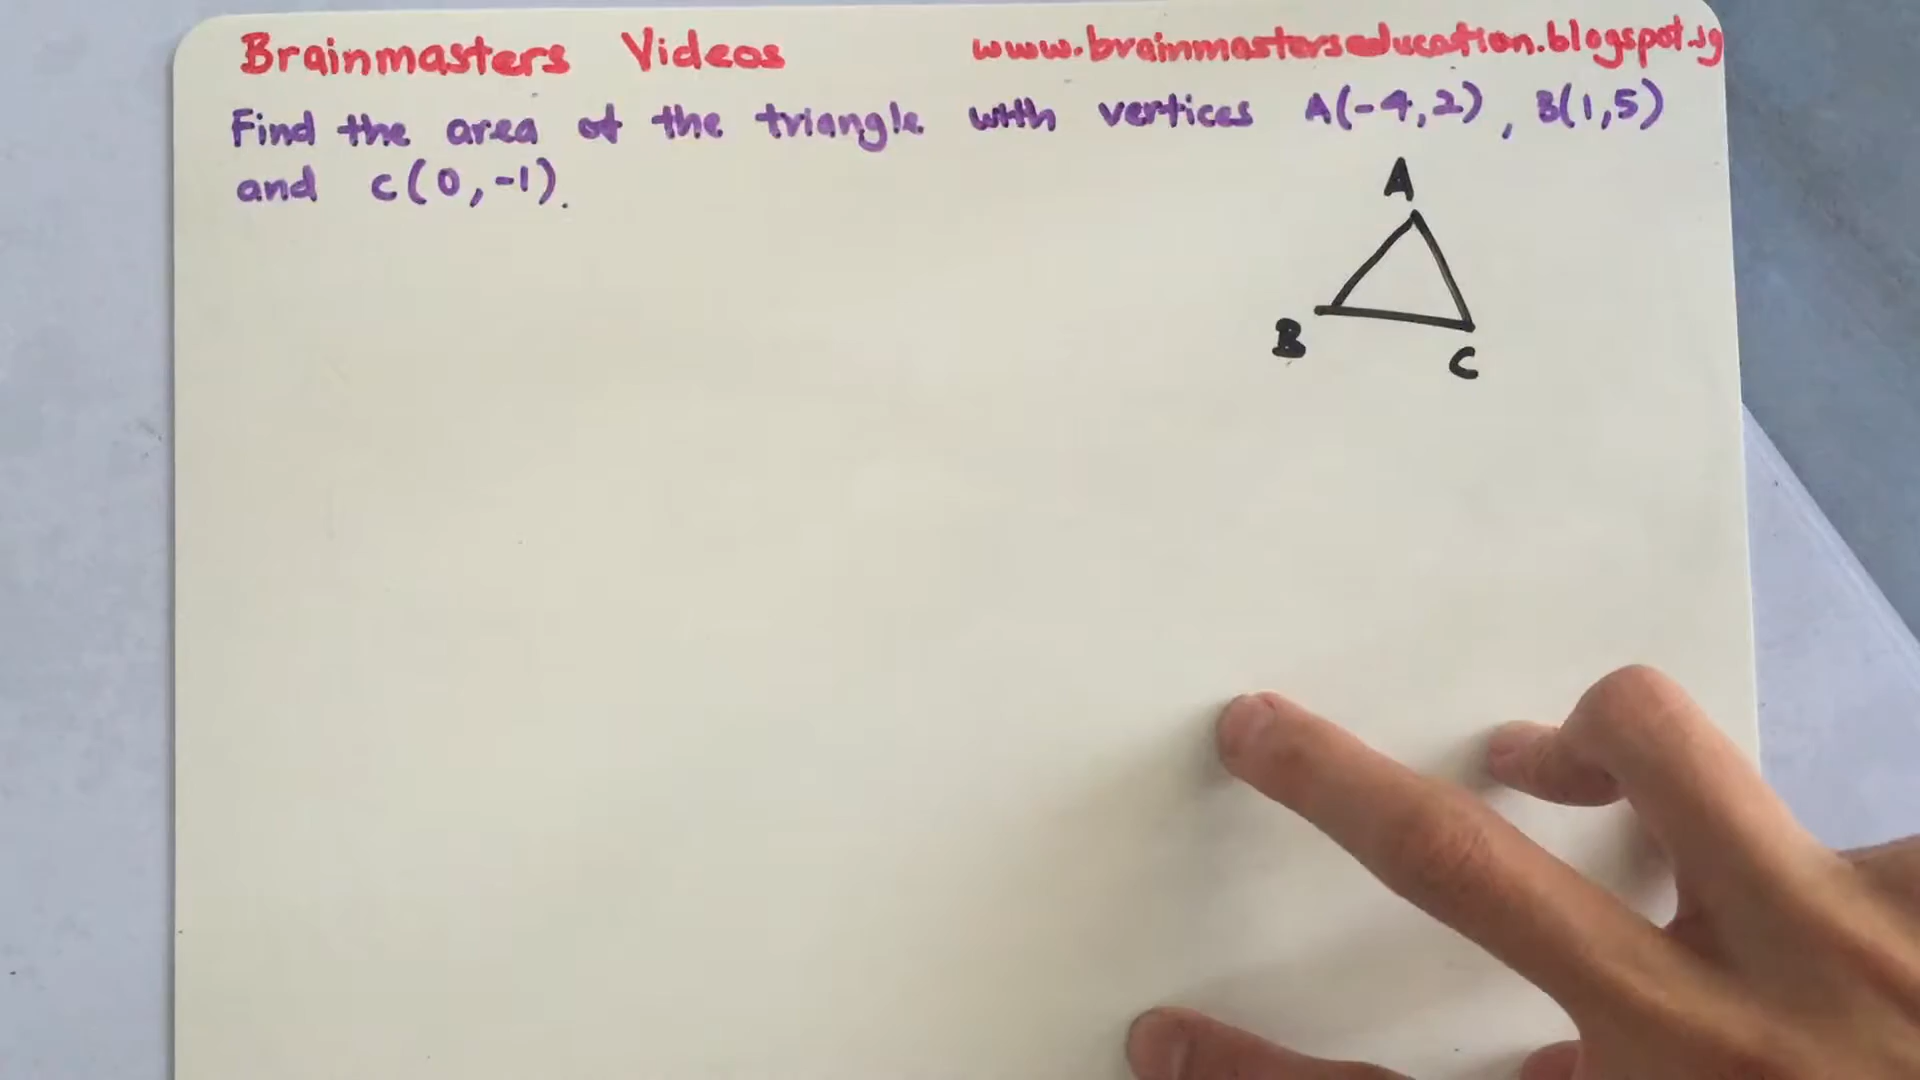 Brainmasters Videos www.brainmasterseducation.blogspot.sg
Find the area of the triangle with vertices A(-4,2), B(1,5)
and C(0,-1).
A
B
C